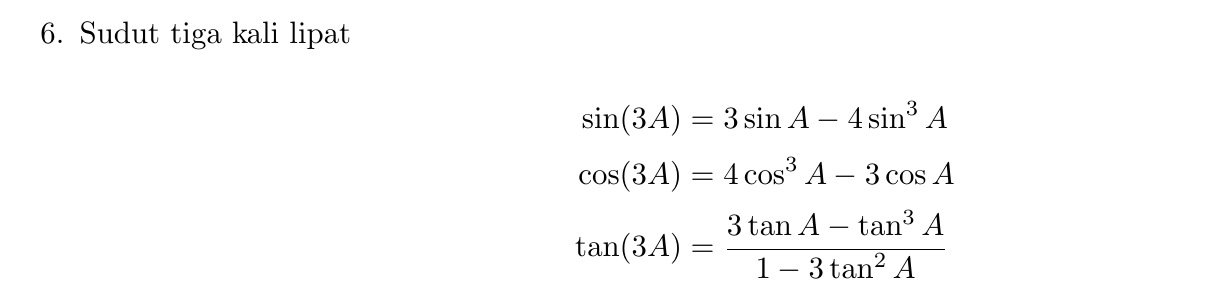 6. Sudut tiga kali lipat
sin(3A) = 3 sin A − 4 sin³ A
cos(3A) = 4 cos³ A − 3 cos A
tan(3A) = (3 tan A − tan³ A) / (1 − 3 tan² A)